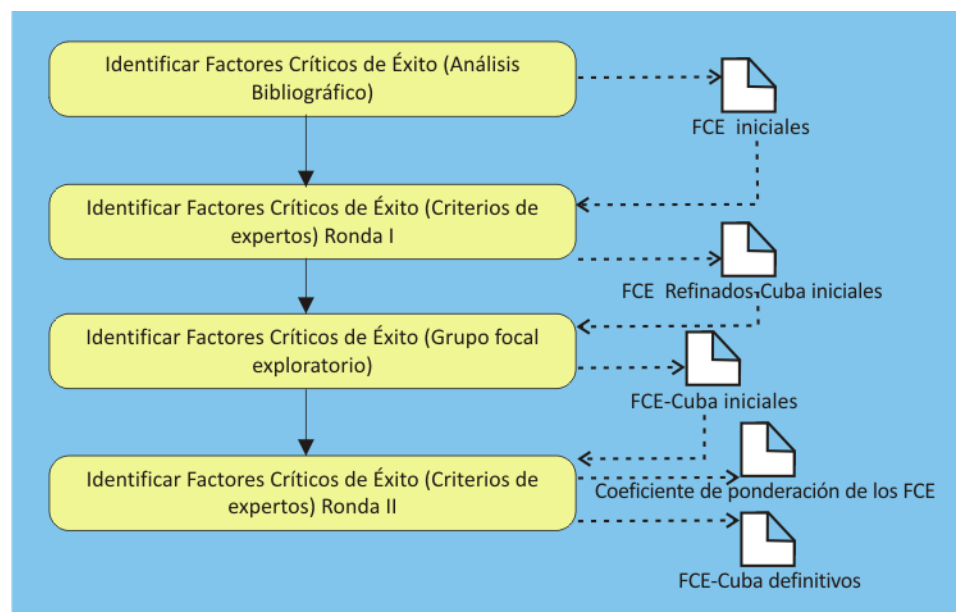 Identificar Factores Críticos de Éxito (Análisis
Bibliográfico)
FCE iniciales
Identificar Factores Críticos de Éxito (Criterios de
expertos) Ronda I
FCE Refinados-Cuba iniciales
Identificar Factores Críticos de Éxito (Grupo focal
exploratorio)
FCE-Cuba iniciales
Identificar Factores Críticos de Éxito (Criterios de
expertos) Ronda II
Coeficiente de ponderación de los FCE
FCE-Cuba definitivos